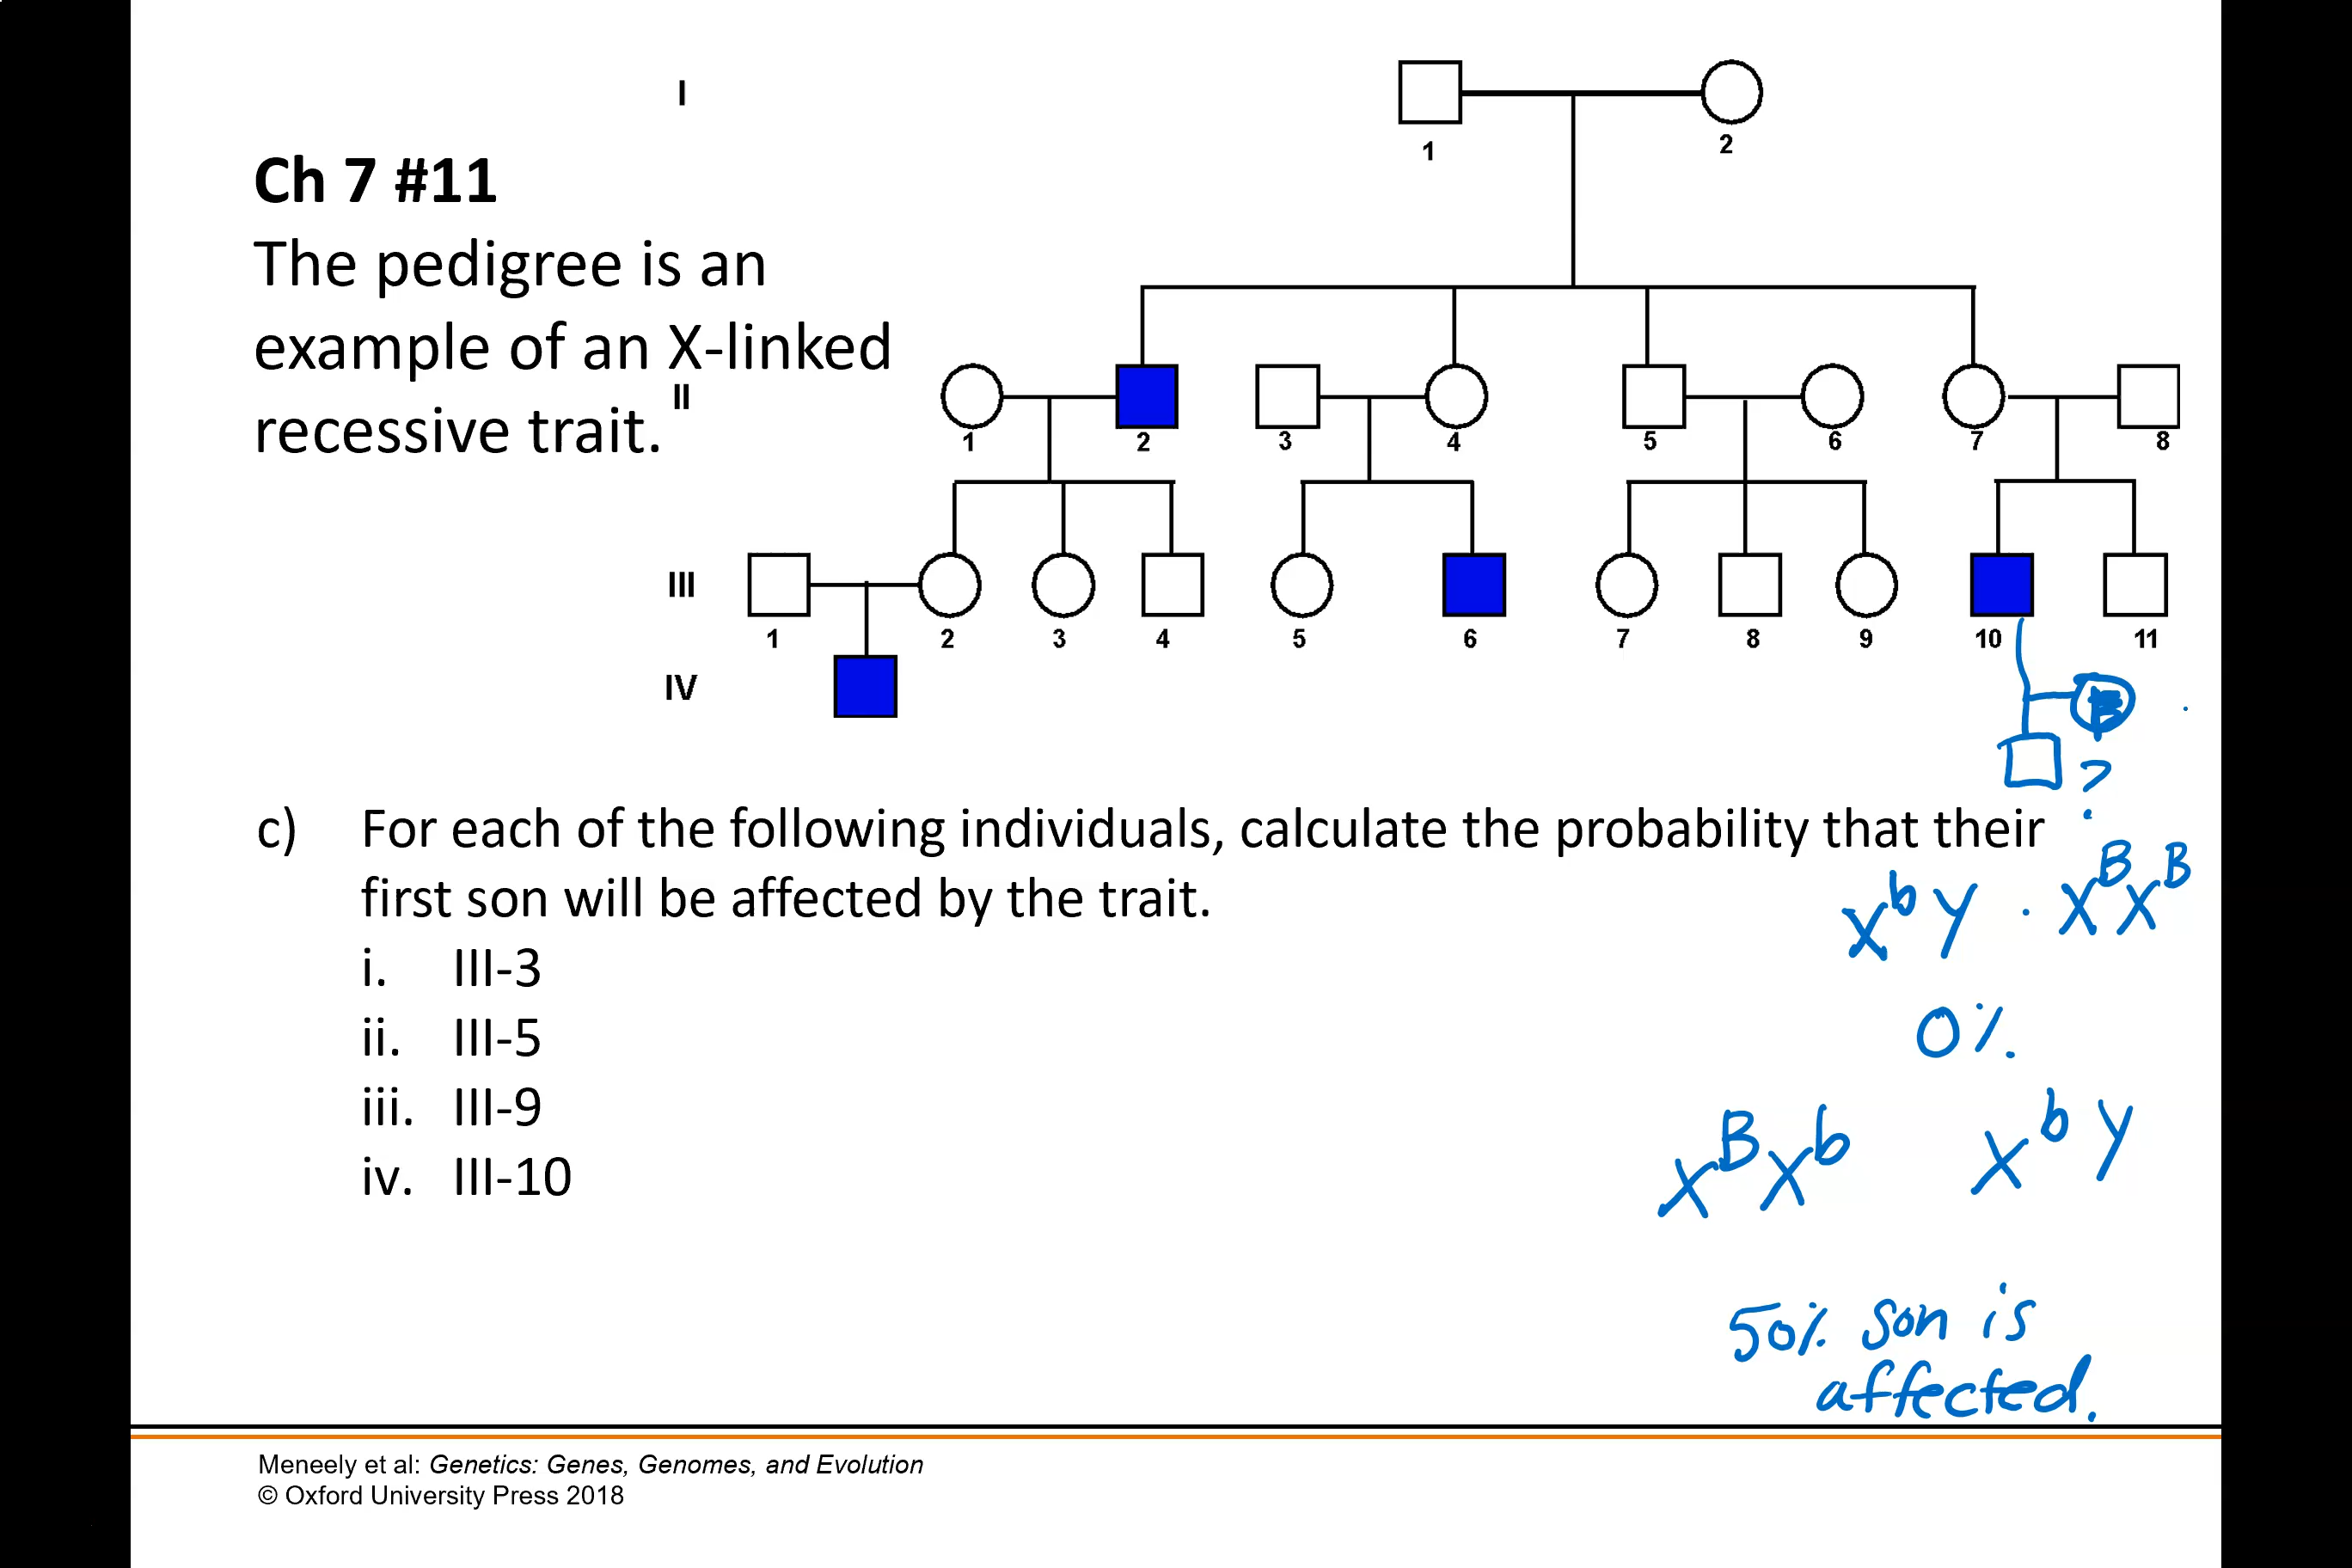 I
1
2
Ch 7 #11
The pedigree is an
example of an X-linked
recessive trait.
II
1 2 3 4 5 6 7 8
III
1 2 3 4 5 6 7 8 9 10 11
IV
?
c) For each of the following individuals, calculate the probability that their
first son will be affected by the trait.
X^b Y · X^B X^B
i. III-3
ii. III-5
0%
iii. III-9
iv. III-10
X^B X^b X^b Y
50% son is
affected.
Meneely et al: Genetics: Genes, Genomes, and Evolution
© Oxford University Press 2018